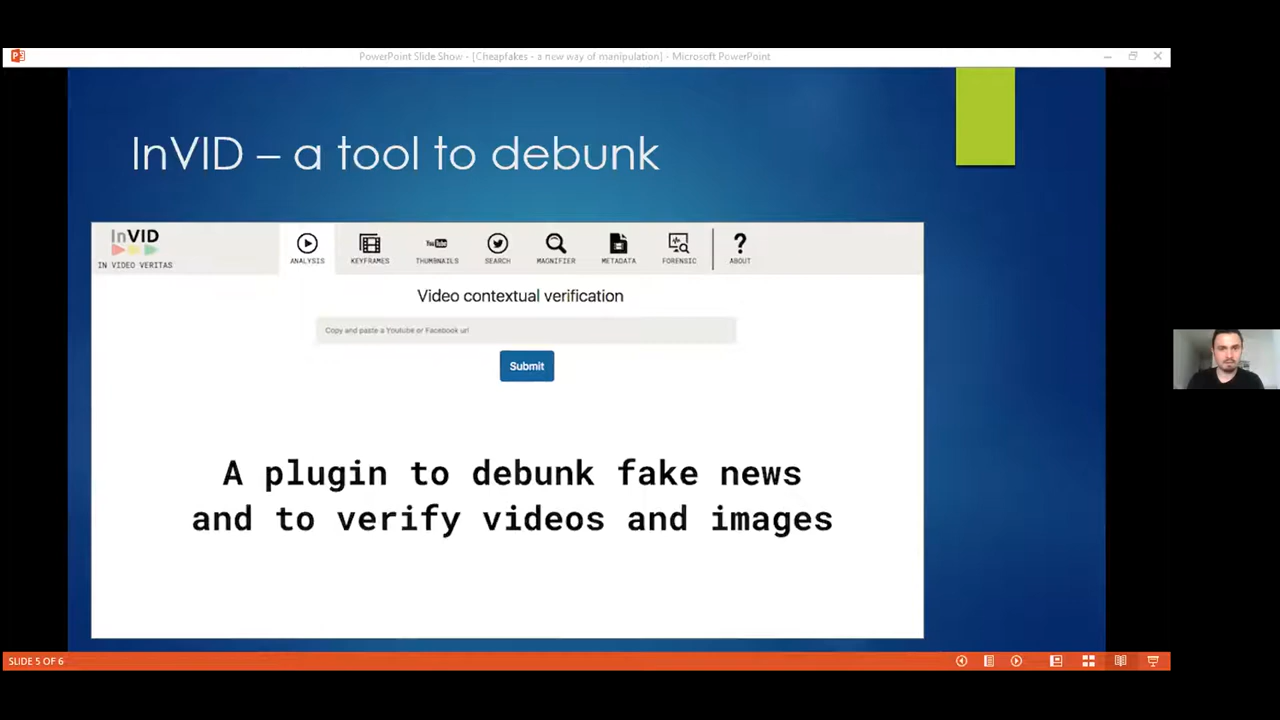 PowerPoint Slide Show - [Cheapfakes - a new way of manipulation] - Microsoft PowerPoint
InVID – a tool to debunk
InVID
IN VIDEO VERITAS
ANALYSIS
KEYFRAMES
YouTube
THUMBNAILS
SEARCH
MAGNIFIER
METADATA
FORENSIC
?
ABOUT
Video contextual verification
Copy and paste a Youtube or Facebook url
Submit
A plugin to debunk fake news
and to verify videos and images
SLIDE 5 OF 6